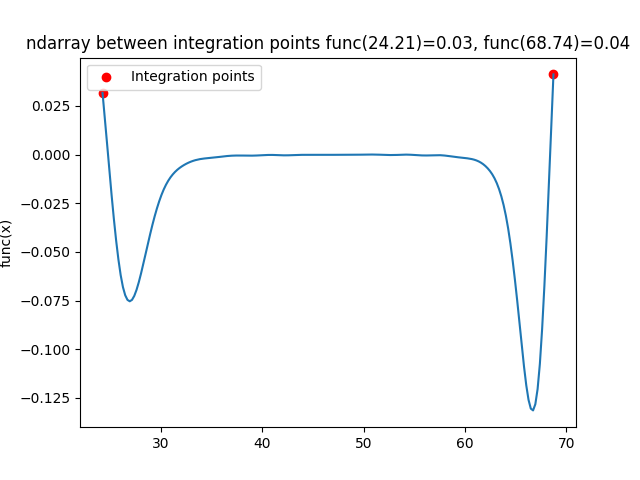 ndarray between integration points func(24.21)=0.03, func(68.74)=0.04
Integration points
func(x)
0.025
0.000
−0.025
−0.050
−0.075
−0.100
−0.125
30 40 50 60 70